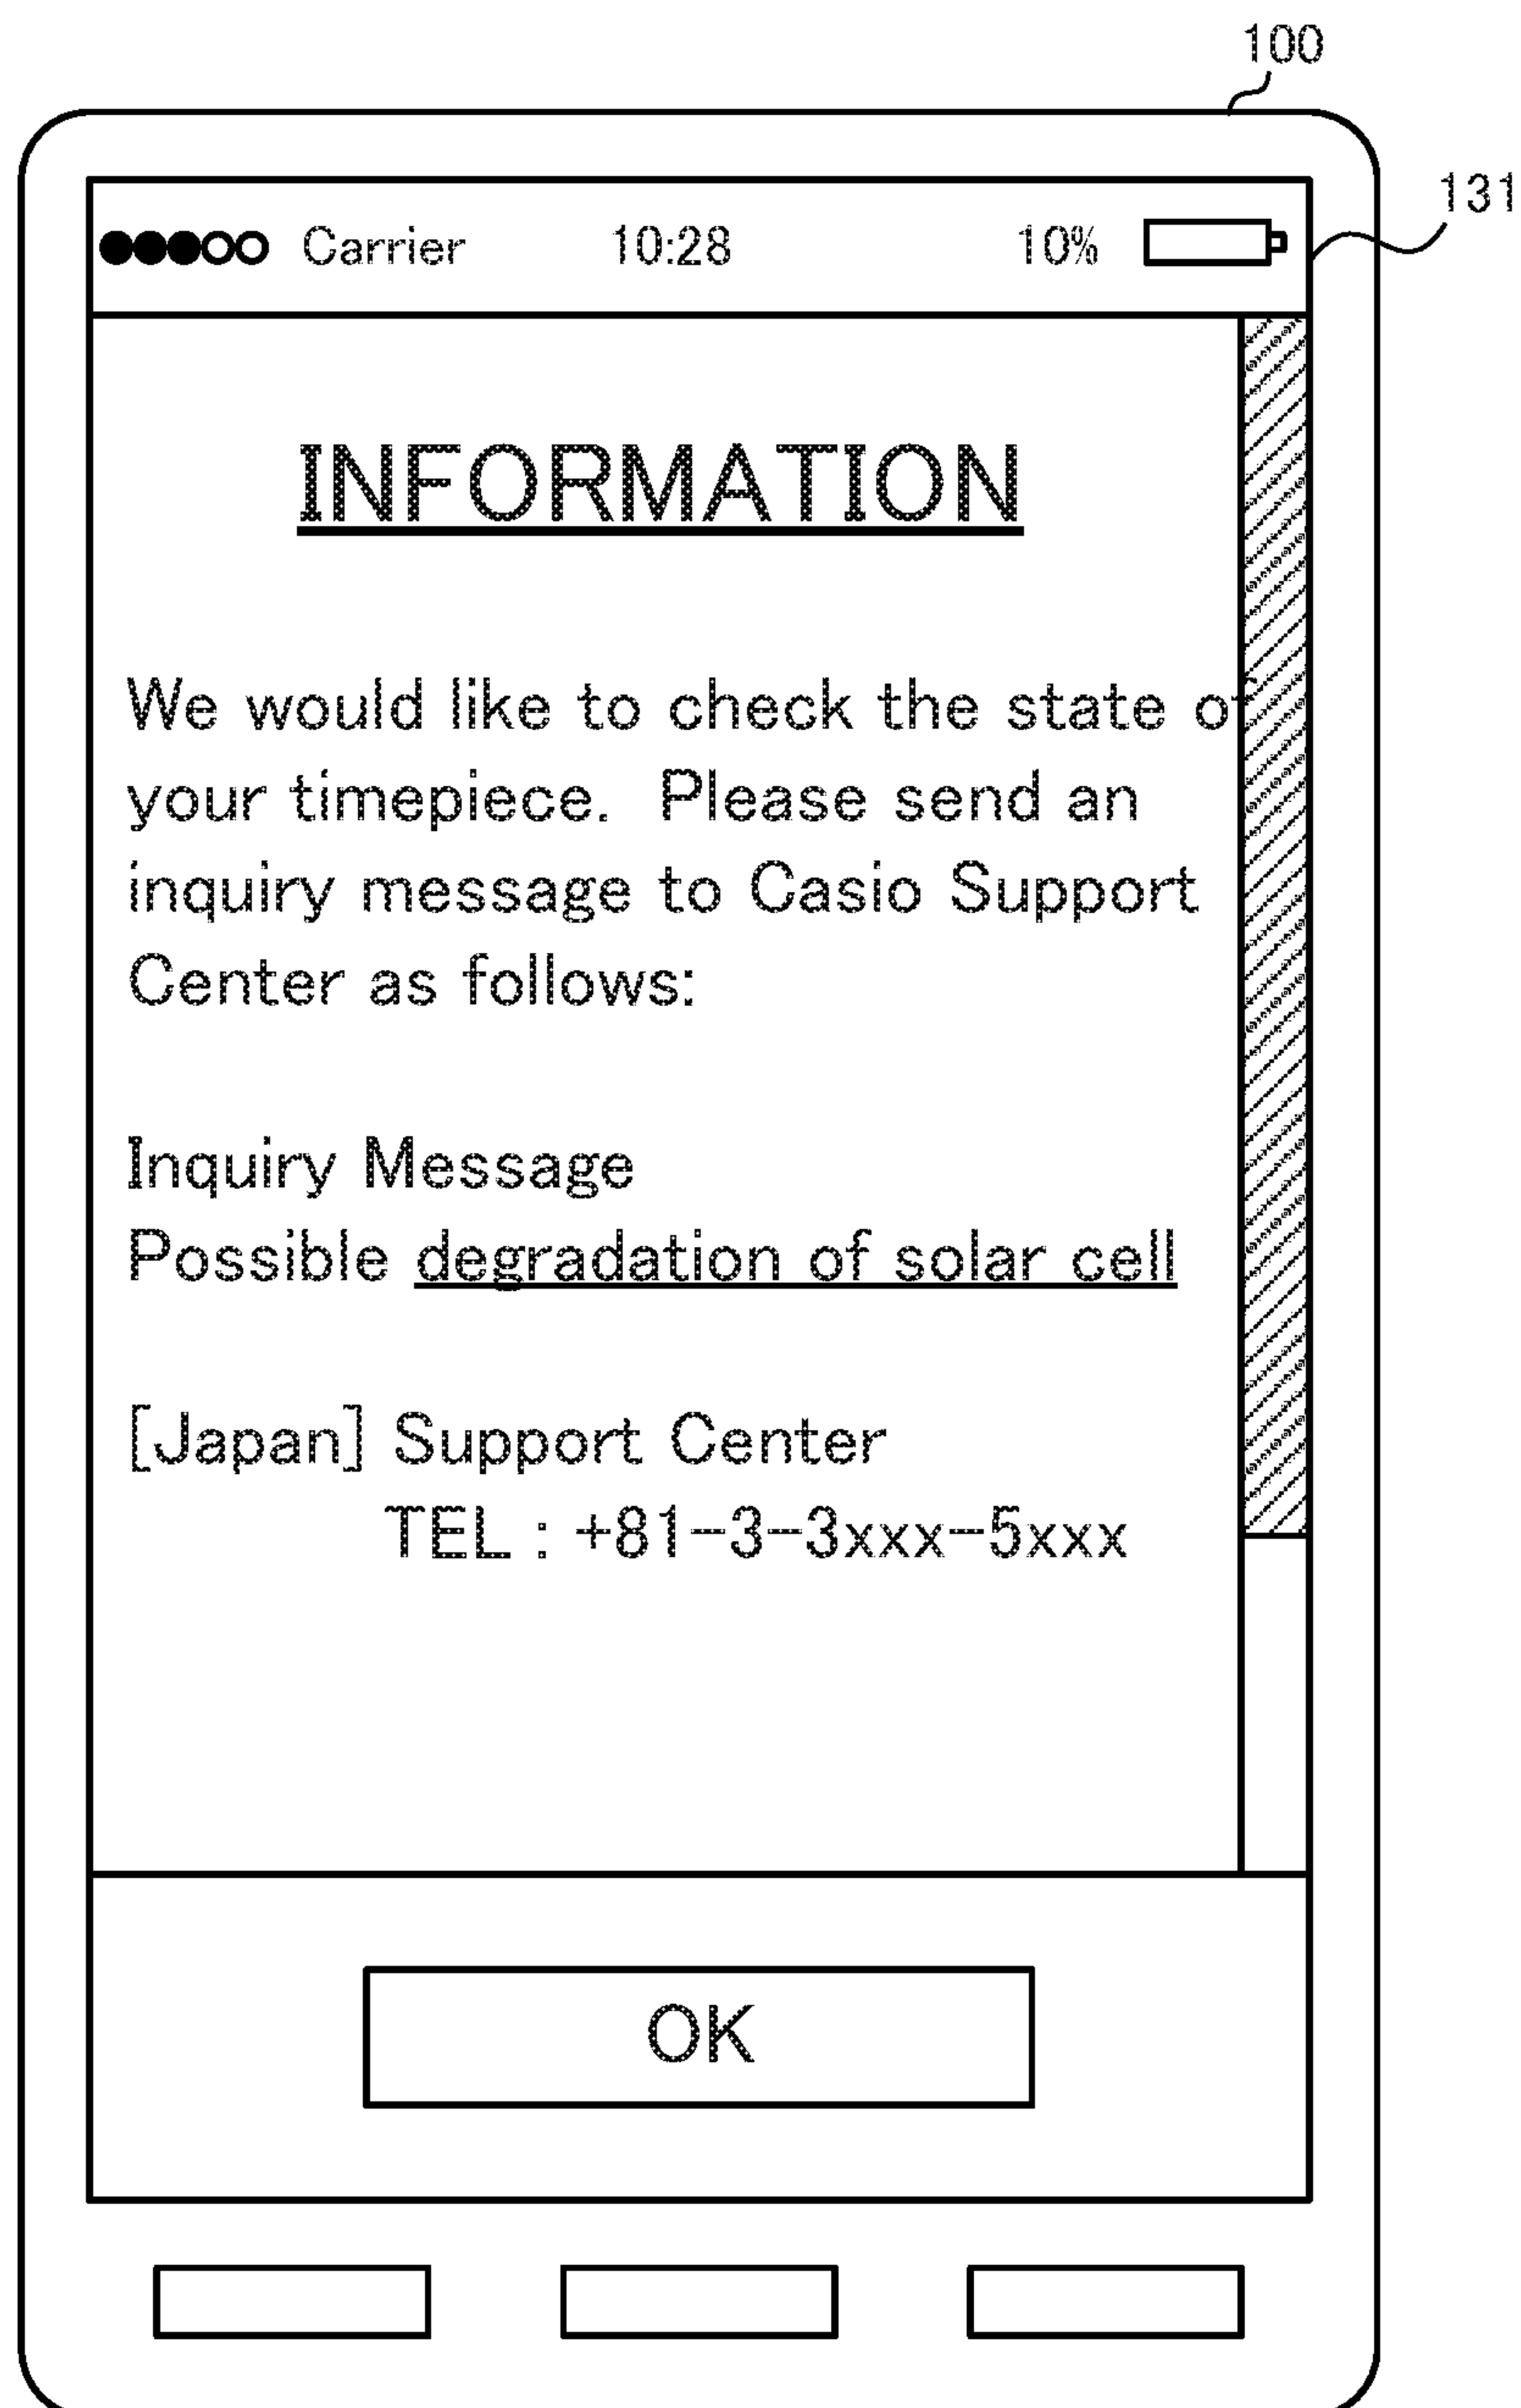 100
131
Carrier 10:28 10%
INFORMATION
We would like to check the state of
your timepiece. Please send an
inquiry message to Casio Support
Center as follows:
Inquiry Message
Possible degradation of solar cell
[Japan] Support Center
TEL : +81-3-3xxx-5xxx
OK